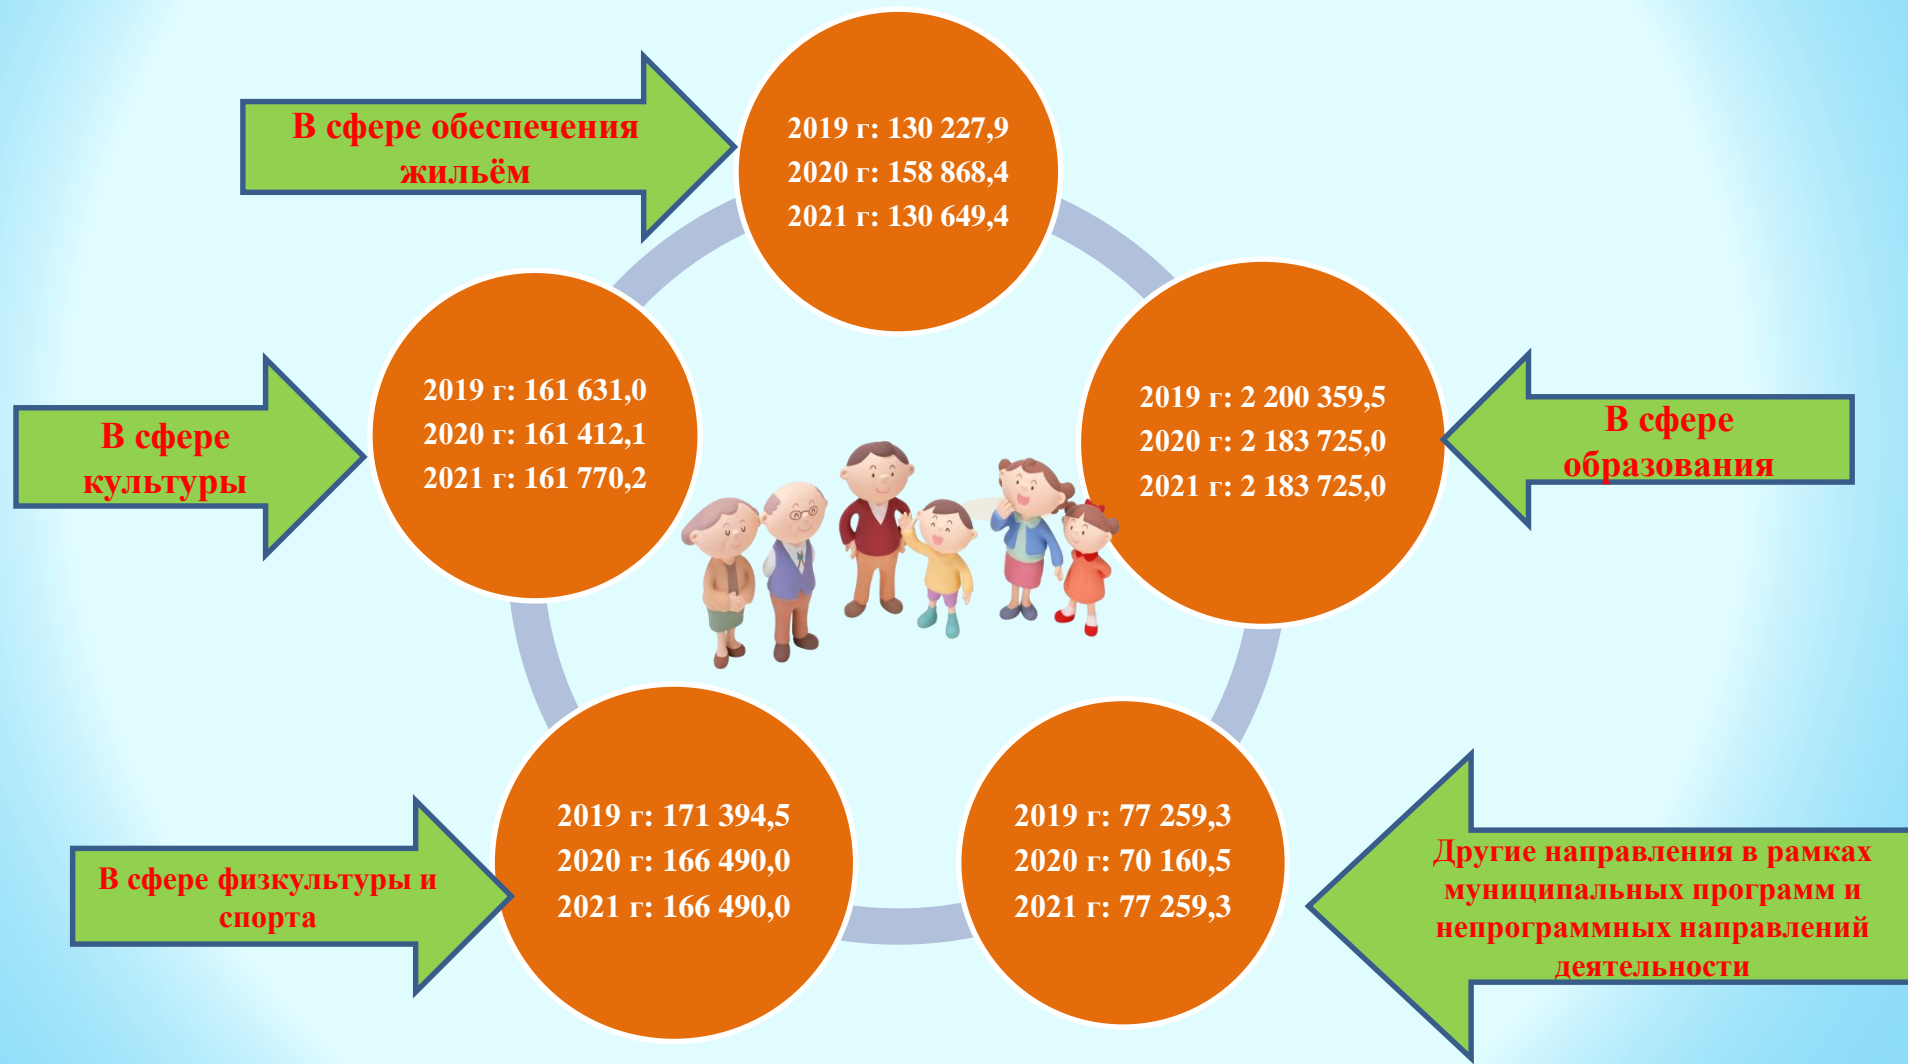 В сфере обеспечения
жильём
2019 г: 130 227,9
2020 г: 158 868,4
2021 г: 130 649,4
В сфере
культуры
2019 г: 161 631,0
2020 г: 161 412,1
2021 г: 161 770,2
2019 г: 2 200 359,5
2020 г: 2 183 725,0
2021 г: 2 183 725,0
В сфере
образования
В сфере физкультуры и
спорта
2019 г: 171 394,5
2020 г: 166 490,0
2021 г: 166 490,0
2019 г: 77 259,3
2020 г: 70 160,5
2021 г: 77 259,3
Другие направления в рамках
муниципальных программ и
непрограммных направлений
деятельности